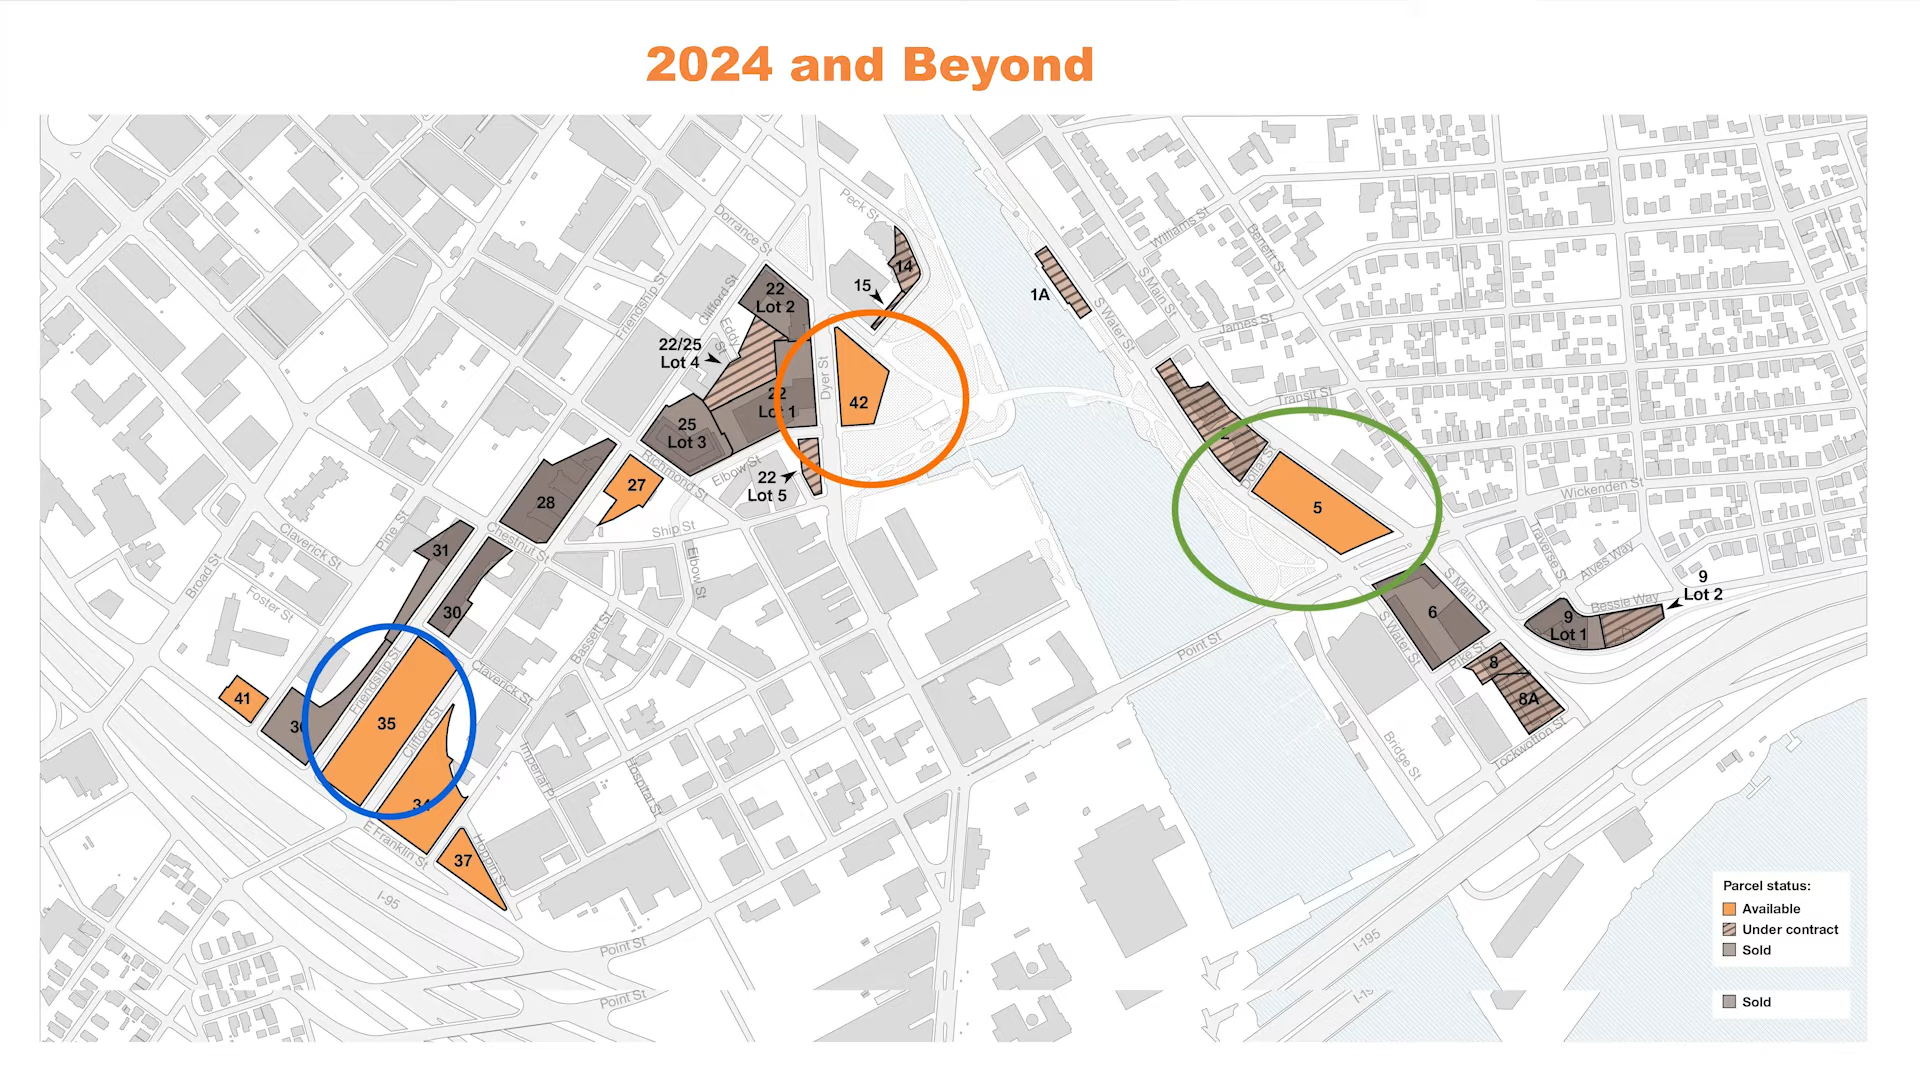 2024 and Beyond
Peck St
Dorrance St
Williams St
Benefit St
14
S Main St
15
1A
22
Lot 2
Clifford St
Friendship St
Eddy
St
S Water St
James St
22/25
Lot 4
Dyer St
42
22
Lot 1
Transit St
25
Lot 3
Richmond St
Elbow St
22
Lot 5
27
28
Dollar St
5
Wickenden St
Pine St
Claverick St
Chestnut St
Ship St
Elbow St
31
Broad St
Foster St
30
Traverse St
Alves Way
S Main St
9
Lot 2
Bessie Way
9
Lot 1
6
Bassett St
Point St
S Water St
Pike St
8
8A
Claverick St
Friendship St
41
35
Clifford St
34
Imperial Pl
Hospital St
Bridge St
Tockwotton St
E Franklin St
Hoppin St
37
I-95
Point St
I-195
Point St
Parcel status:
Available
Under contract
Sold
Sold